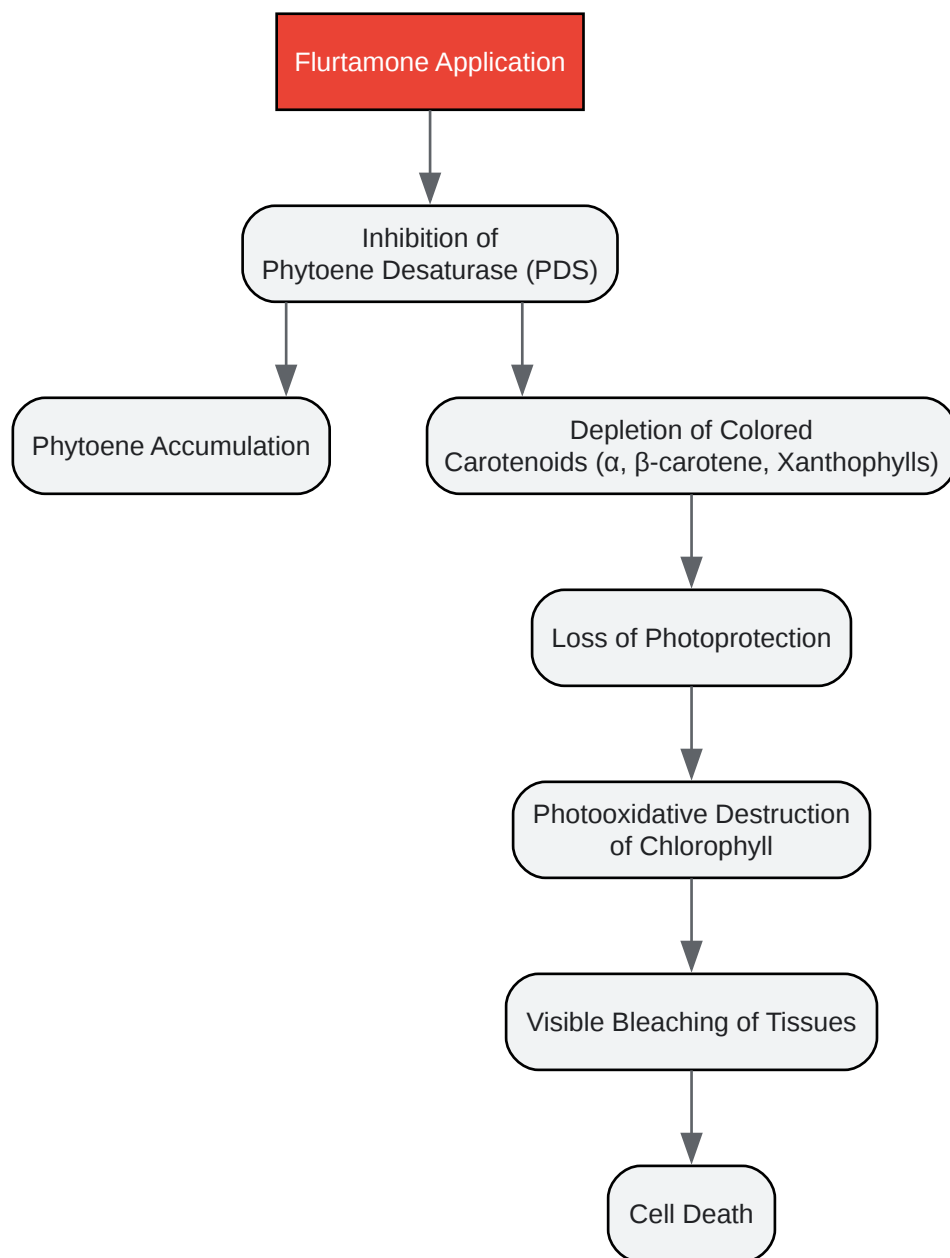 Flurtamone Application
Inhibition of
Phytoene Desaturase (PDS)
Phytoene Accumulation
Depletion of Colored
Carotenoids (α, β-carotene, Xanthophylls)
Loss of Photoprotection
Photooxidative Destruction
of Chlorophyll
Visible Bleaching of Tissues
Cell Death